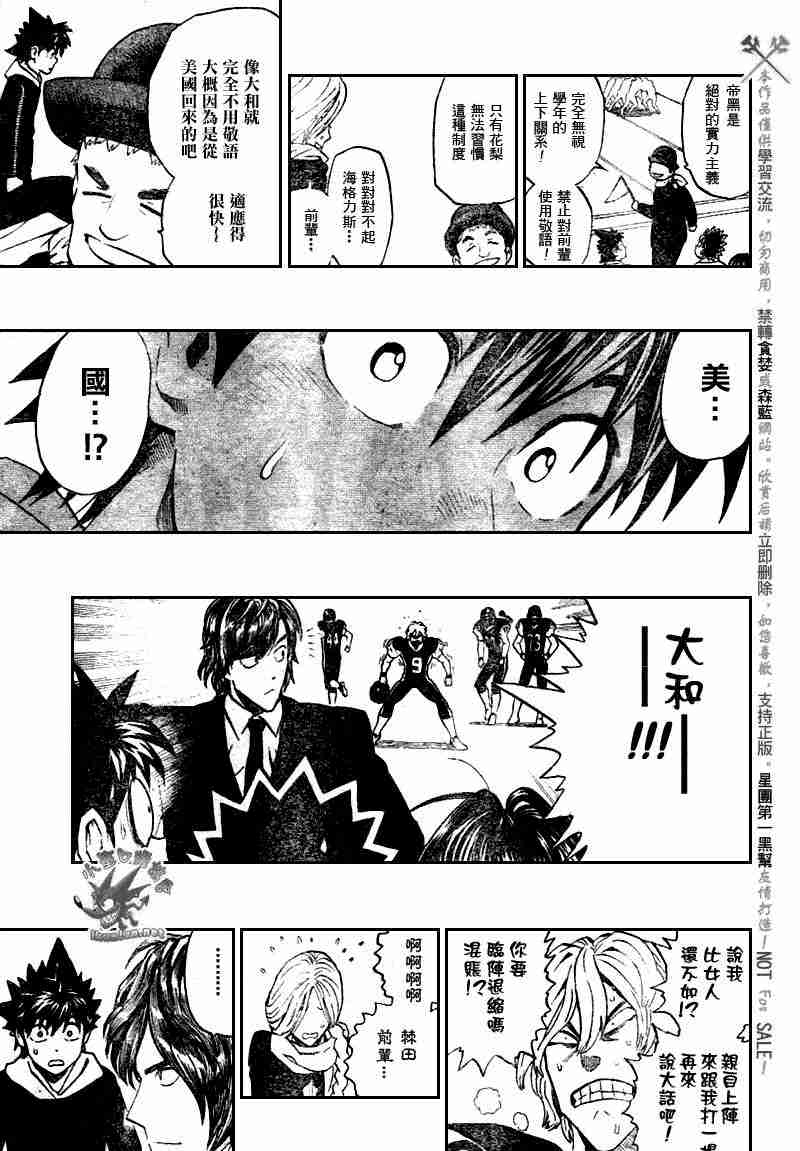 帝黑是
絕對的實力主義
完全無視
學年的
上下關系！
禁止對前輩
使用敬語！
只有花梨
無法習慣
這種制度
對對對不起
海格力斯…
前輩…
像大和就
完全不用敬語
大概因為是從
美國回來的吧
適應得
很快～
美…
國…!?
大和
!!!
44
9
73
說我
比女人
還不如!?
親自上陣
來跟我打一場
再來
說大話吧！
你要
臨陣退縮嗎
混賬!?
啊啊啊啊
棘田
前輩…
………
本作品僅供學習交流，切勿商用，禁轉貪婪或森藍網站。欣賞后請立即刪除，如您喜歡，支持正版。星團第一黑幫友情打造！NOT For SALE！